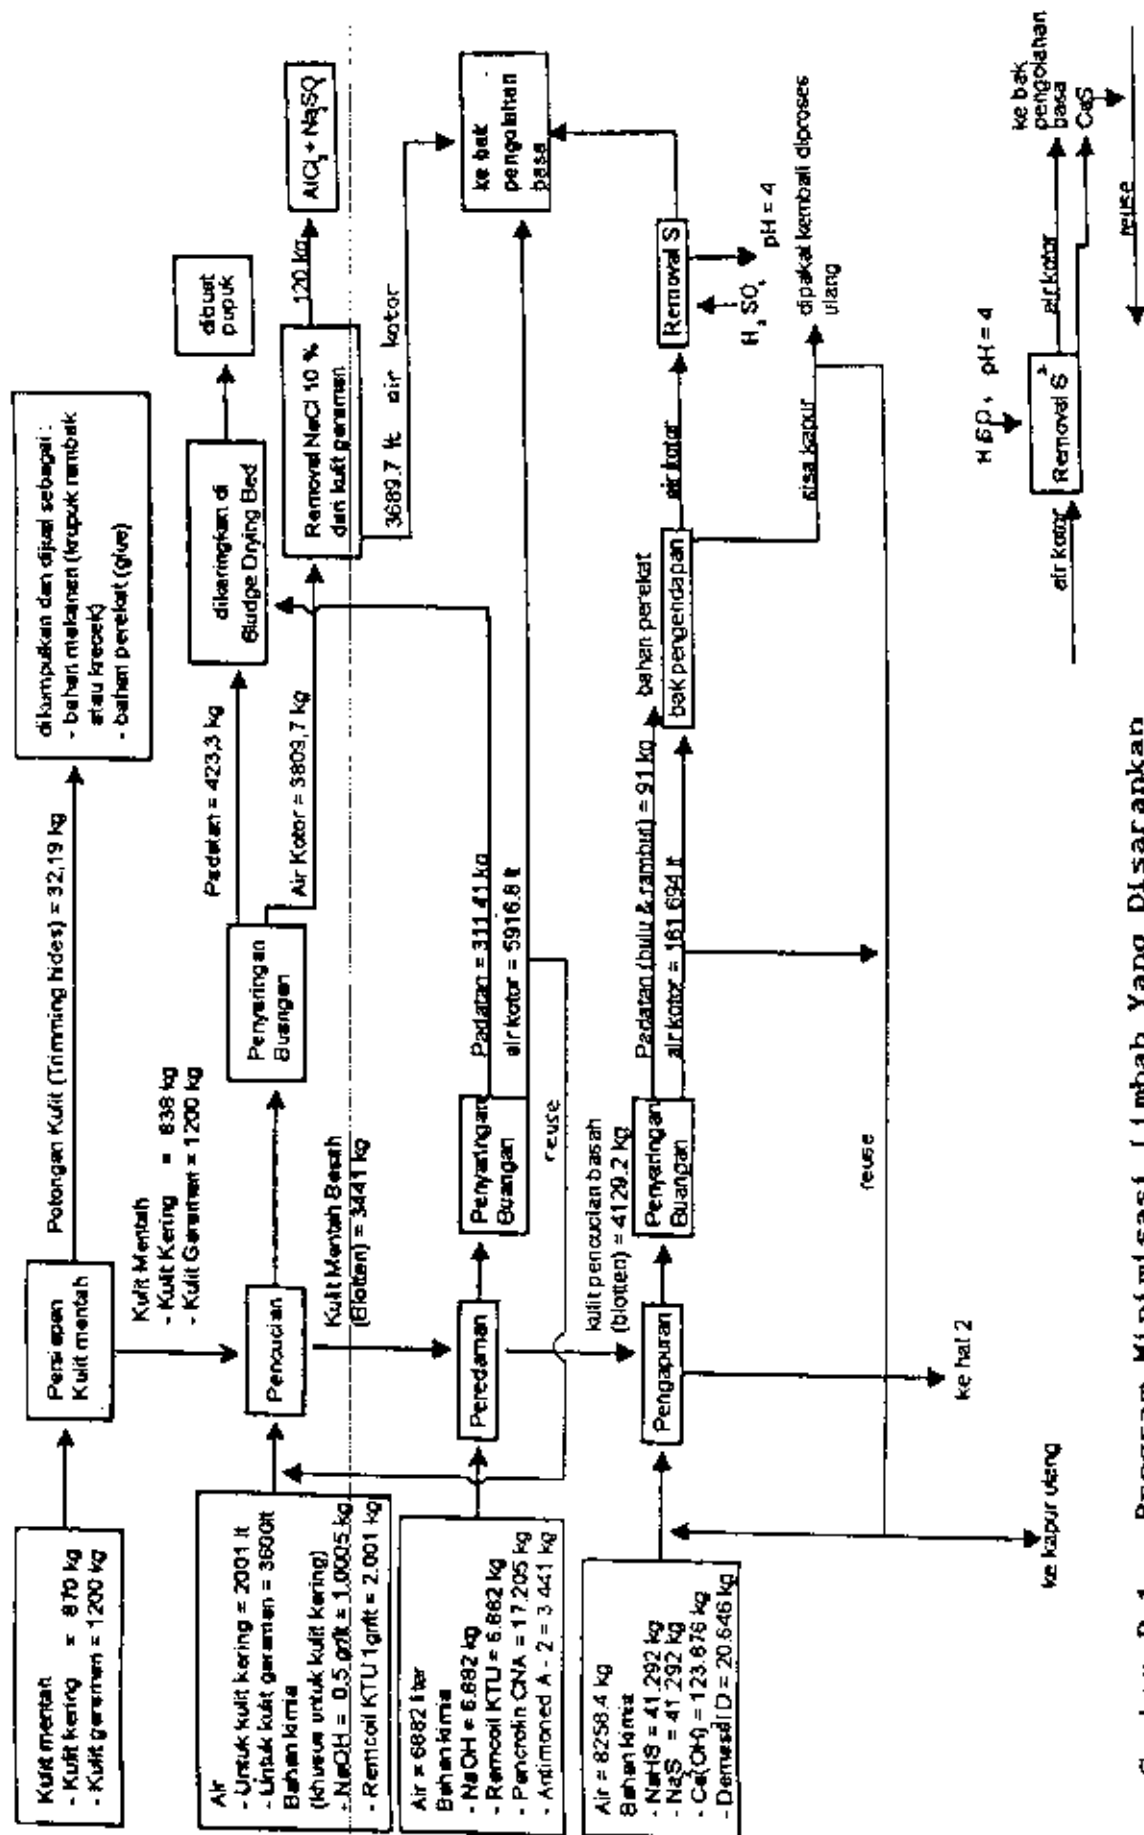 Kulit mentah
- Kulit kering = 870 kg
- Kulit garaman = 1200 kg
Persiapan
Kulit mentah
Potongan Kulit (Trimming hides) = 32,19 kg
dikumpulkan dan dijual sebagai :
- bahan makanan (krupuk rambak
atau krecek)
- bahan perekat (glue)
Kulit Mentah
- Kulit Kering = 838 kg
- Kulit Garaman = 1200 kg
Air
- Untuk kulit kering = 2001 lt
- Untuk kulit garaman = 3600lt
Bahan kimia
(khusus untuk kulit kering)
- NaOH = 0,5 gr/lt = 1.0005 kg
- Remcoil KTU 1gr/lt = 2.001 kg
Pencucian
Penyaringan
Buangan
Padatan = 423,3 kg
dikeringkan di
Sludge Drying Bed
dibuat
pupuk
Air Kotor = 3809,7 kg
Removal NaCl 10 %
dari kulit garaman
120 kg
AlCl3 + Na2SO
3689.7 lt air kotor
Kulit Mentah Basah
(Blotten) = 3441 kg
Air = 6882 liter
Bahan kimia
- NaOH = 6.882 kg
- Remcoil KTU = 6.882 kg
- Pencrolin CNA = 17.205 kg
- Antimoned A - 2 = 3.441 kg
Peredaman
Penyaringan
Buangan
Padatan = 311.41 kg
air kotor = 5916.8 lt
ke bak
pengolahan
basa
reuse
kulit pencucian basah
(blotten) = 4129.2 kg
Air = 8258.4 kg
Bahan kimia
- NaHS = 41.292 kg
- Na2S = 41.292 kg
- Ca(OH) = 123.876 kg
D = 20.646 kg
Pengapuran
Penyaringan
Buangan
Padatan (bulu & rambut) = 91 kg
bahan perekat
air kotor = 161.694 lt
bak pengendapan
air kotor
Removal S
H2SO4
pH = 4
sisa kapur
dipakai kembali diproses
ulang
reuse
ke hal 2
ke kapur ulang
air kotor
Removal S
pH = 4
air kotor
ke bak
pengolahan
basa
CaS
reuse
Program Minimisasi Limbah Yang Disarankan